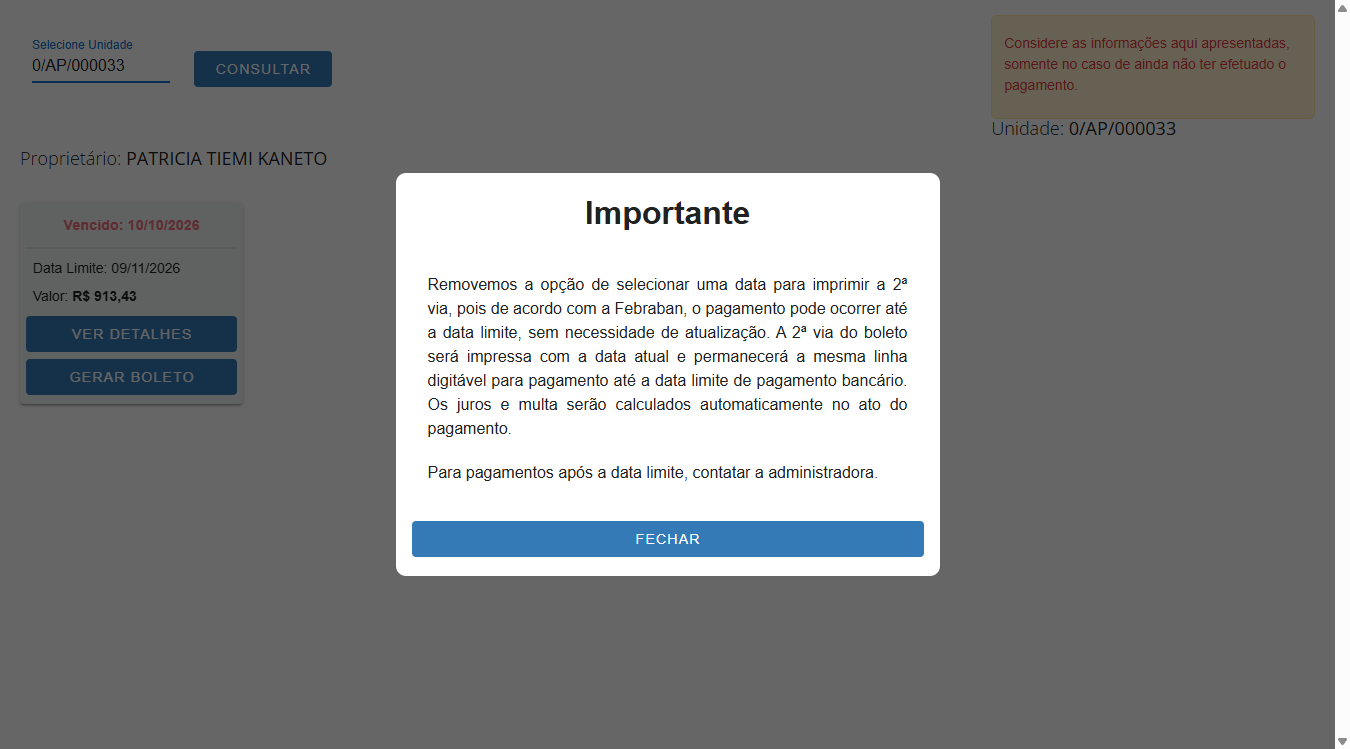 Selecione Unidade
0/AP/000033
CONSULTAR
Considere as informações aqui apresentadas,
somente no caso de ainda não ter efetuado o
pagamento.
Unidade: 0/AP/000033
Proprietário: PATRICIA TIEMI KANETO
Vencido: 10/10/2026
Data Limite: 09/11/2026
Valor: R$ 913,43
VER DETALHES
GERAR BOLETO
Importante
Removemos a opção de selecionar uma data para imprimir a 2ª
via, pois de acordo com a Febraban, o pagamento pode ocorrer até
a data limite, sem necessidade de atualização. A 2ª via do boleto
será impressa com a data atual e permanecerá a mesma linha
digitável para pagamento até a data limite de pagamento bancário.
Os juros e multa serão calculados automaticamente no ato do
pagamento.
Para pagamentos após a data limite, contatar a administradora.
FECHAR